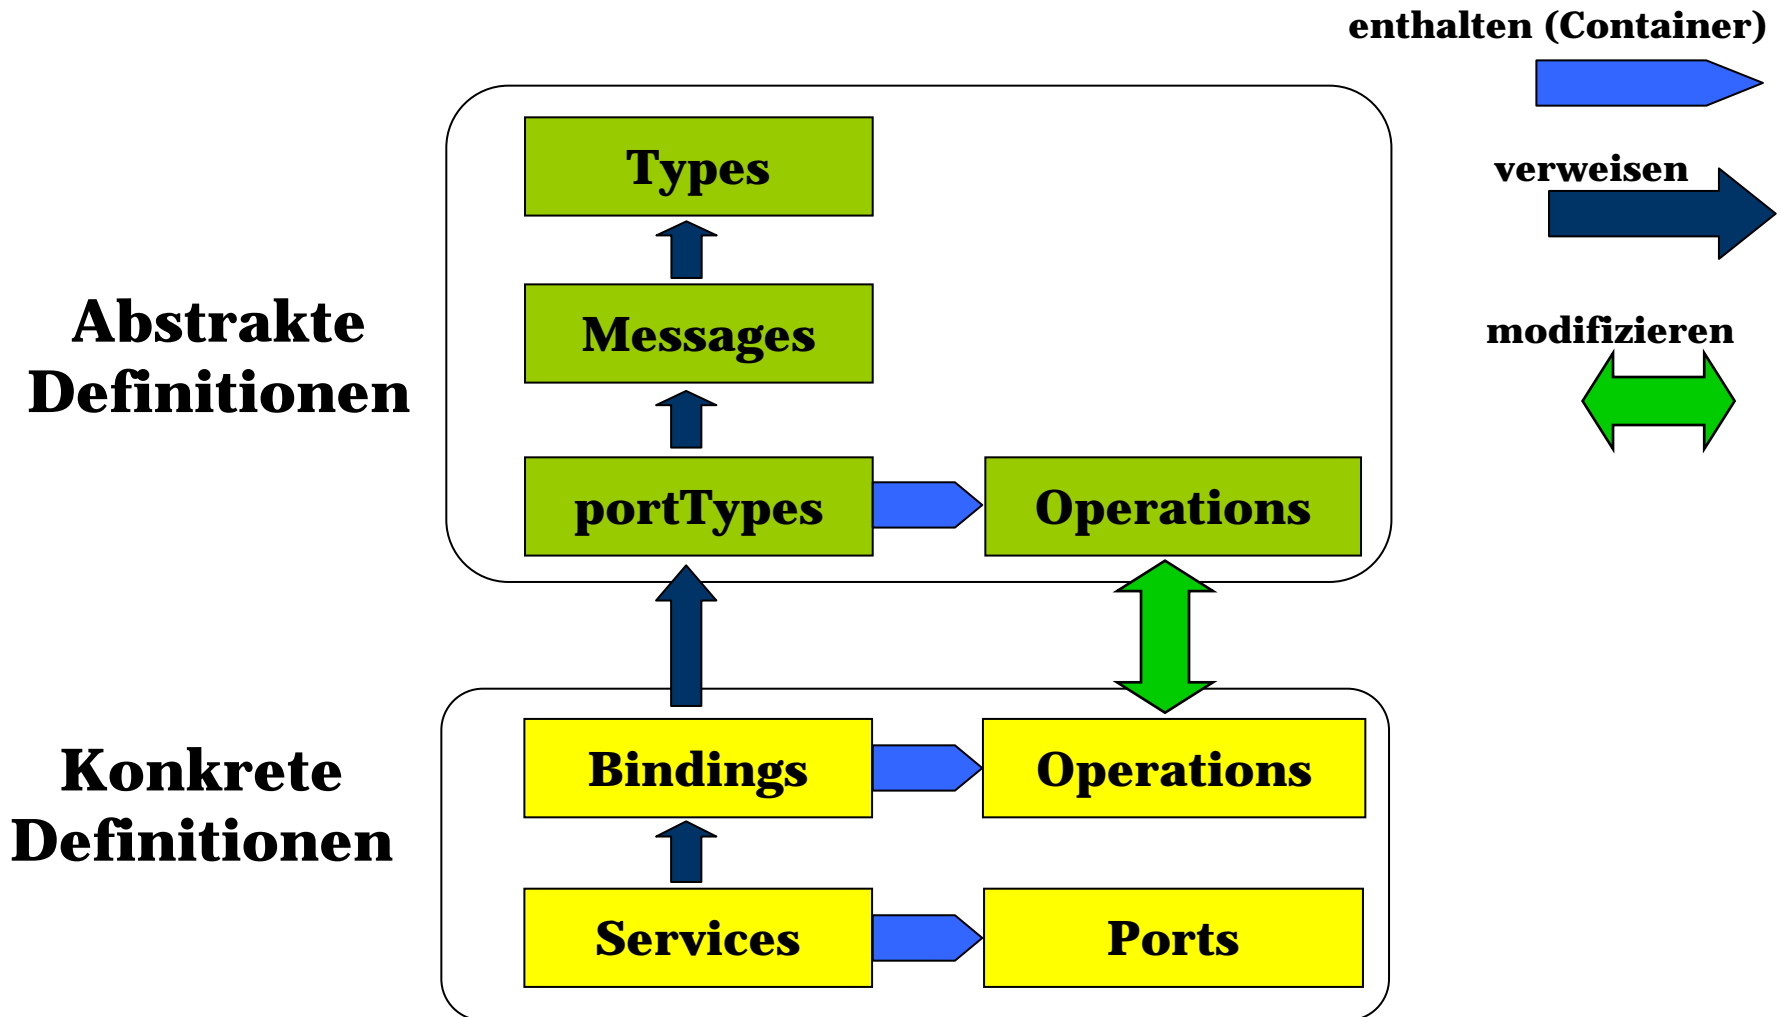 enthalten (Container)
verweisen
modifizieren
Abstrakte
Definitionen
Types
Messages
portTypes
Operations
Konkrete
Definitionen
Bindings
Operations
Services
Ports